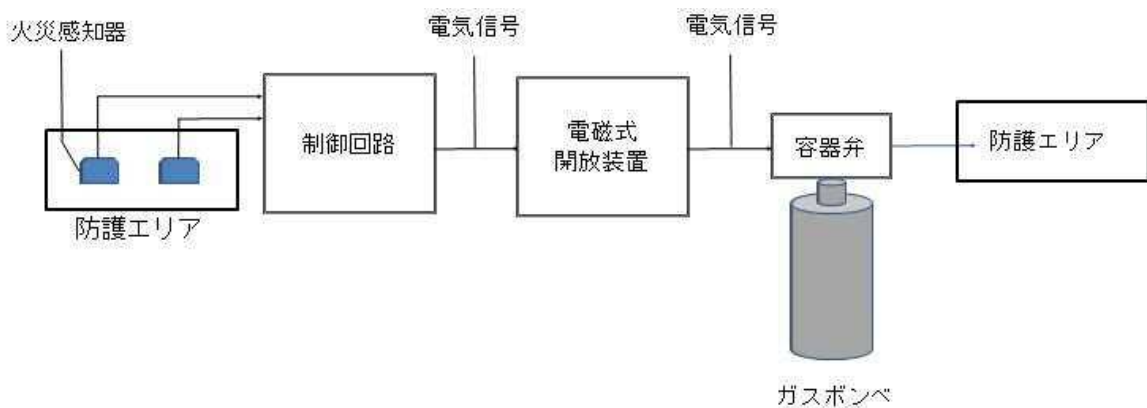 火災感知器
電気信号
電気信号
制御回路
電磁式
開放装置
容器弁
防護エリア
防護エリア
ガスボンベ